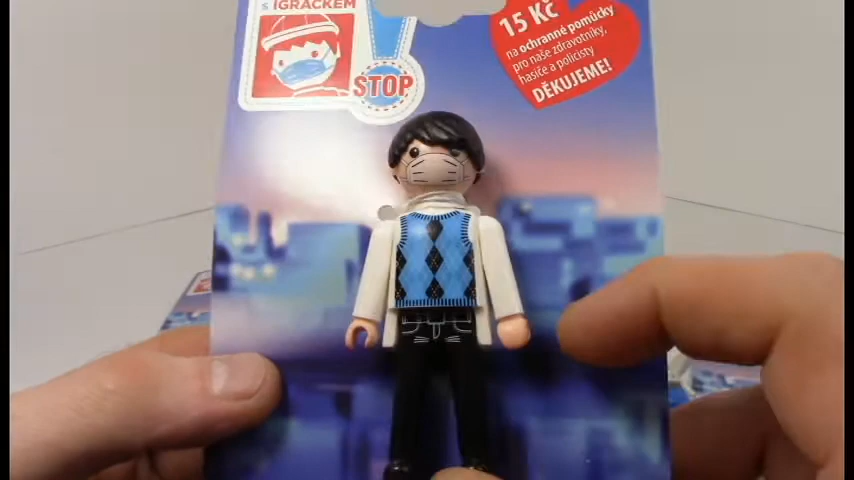 s IGRÁČKEM
STOP
15 Kč
na ochranné pomůcky
pro naše zdravotníky,
hasiče a policisty
DĚKUJEME!